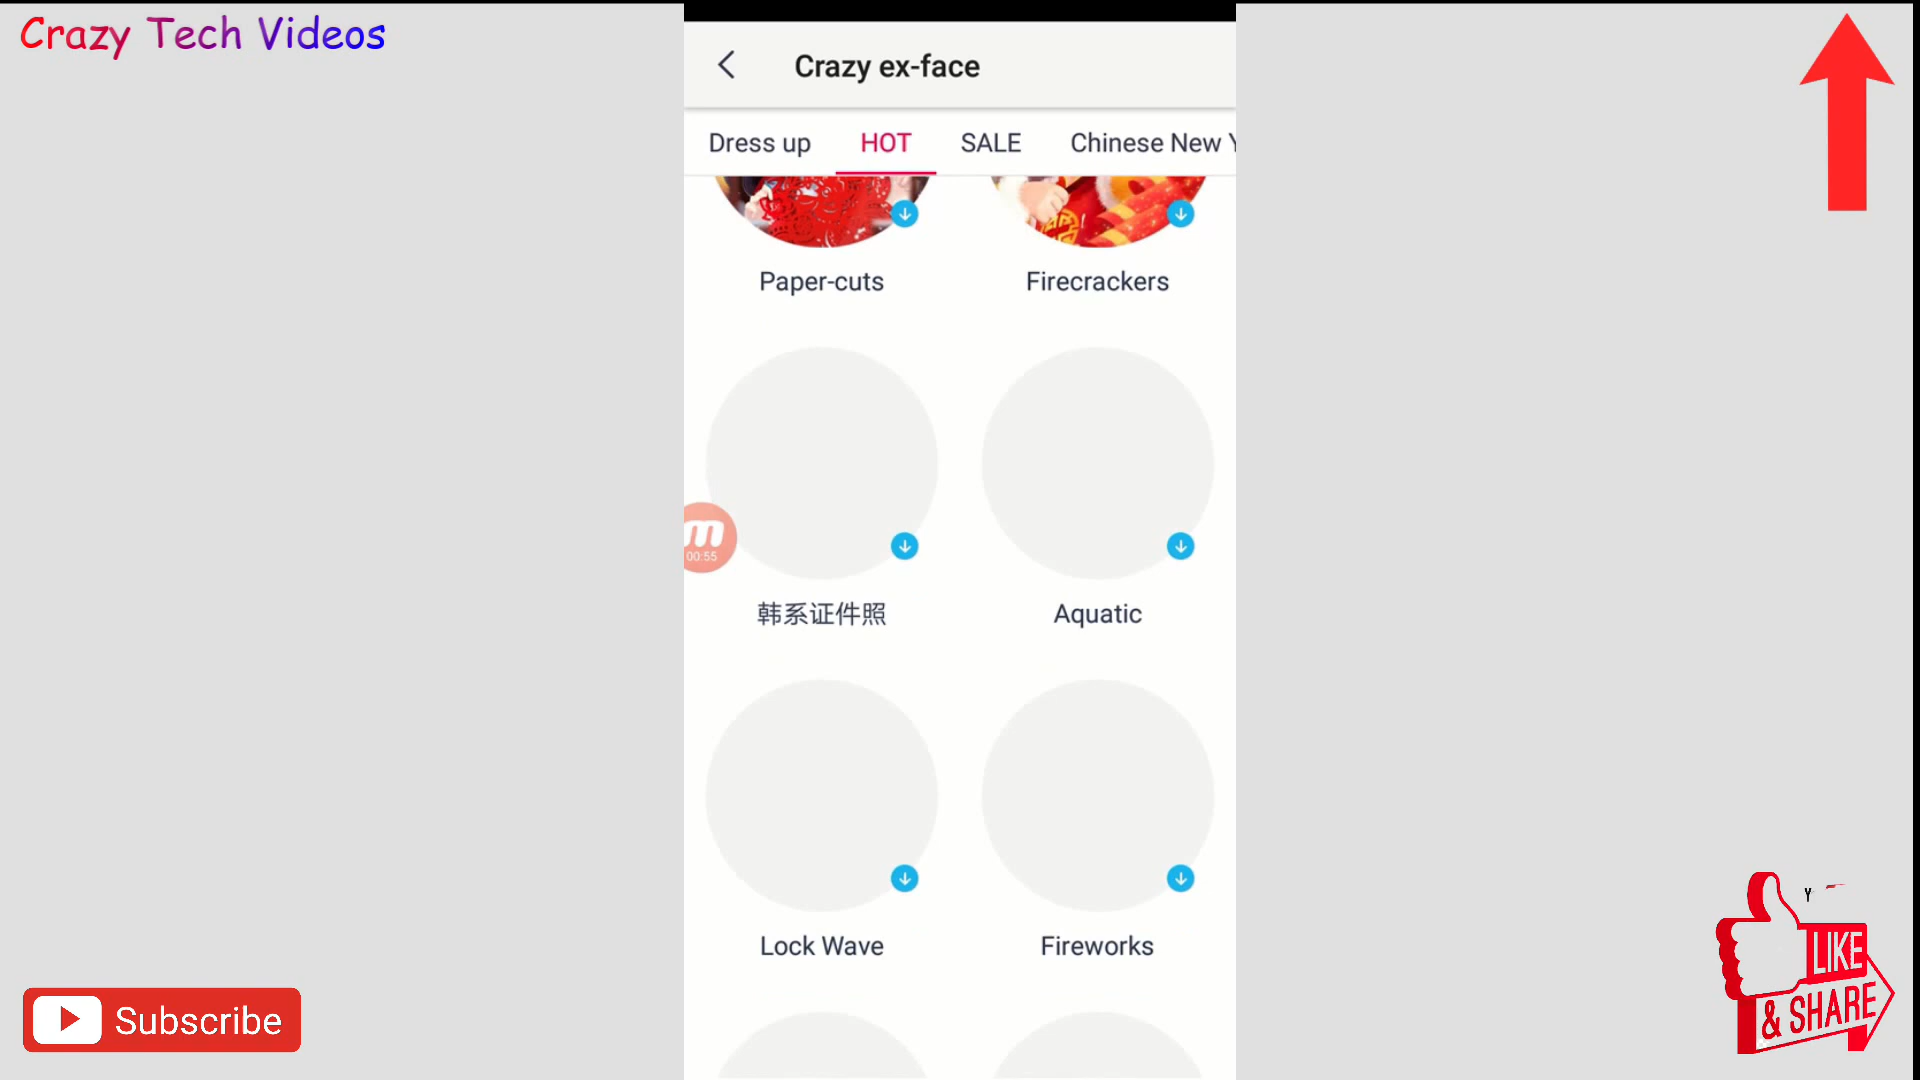 Crazy Tech Videos
Crazy ex-face
Dress up HOT SALE Chinese New Y
Paper-cuts Firecrackers
m
00:55
韩系证件照 Aquatic
Lock Wave Fireworks
Subscribe
Y
LIKE
& SHARE